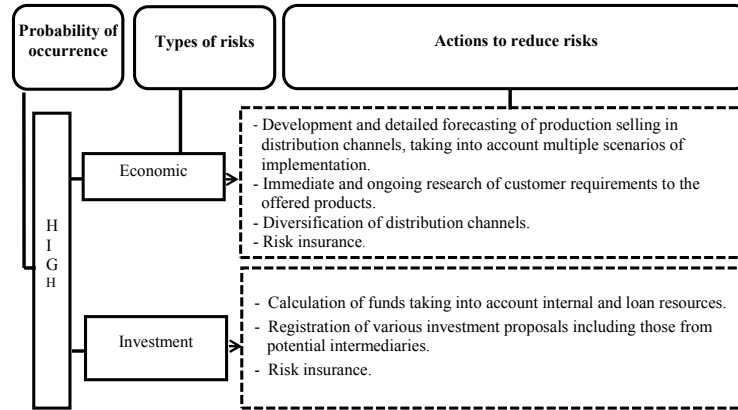 Probability of
occurrence
Types of risks
Actions to reduce risks
HIGH
Economic
- Development and detailed forecasting of production selling in
distribution channels, taking into account multiple scenarios of
implementation.
- Immediate and ongoing research of customer requirements to the
offered products.
- Diversification of distribution channels.
- Risk insurance.
Investment
- Calculation of funds taking into account internal and loan resources.
- Registration of various investment proposals including those from
potential intermediaries.
- Risk insurance.